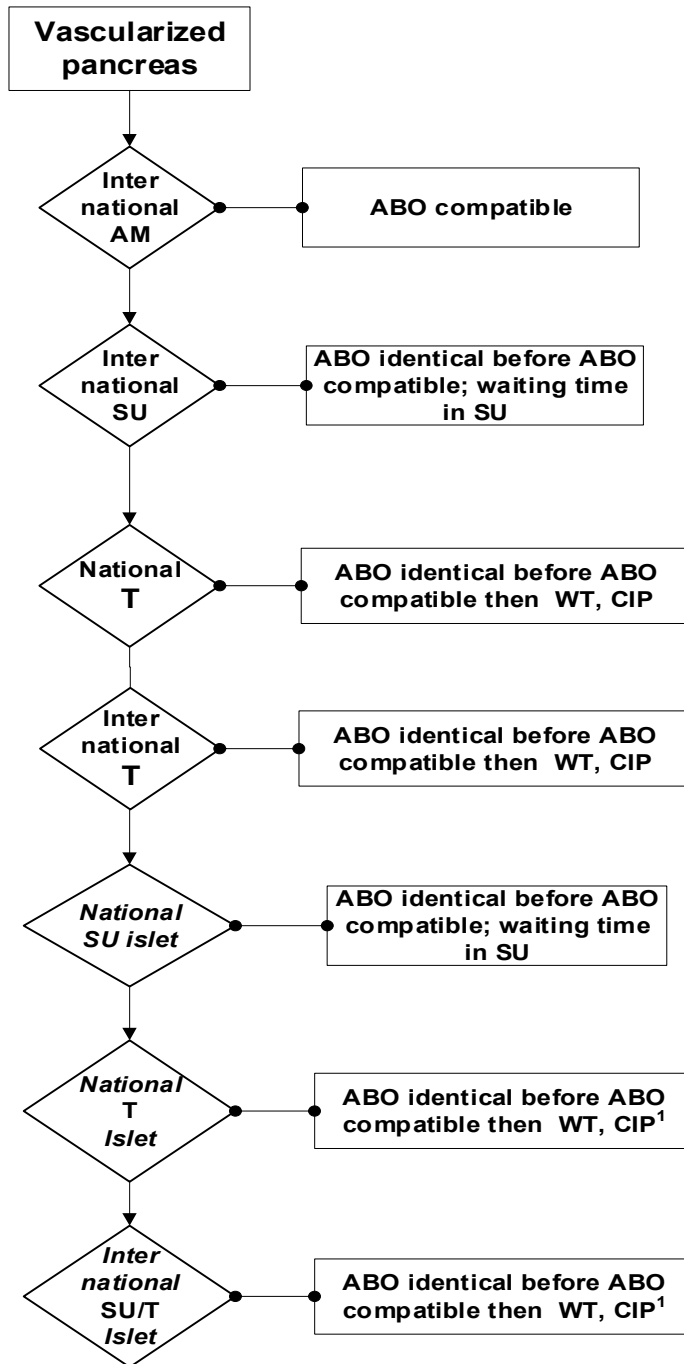 Vascularized
pancreas
Inter
national
AM
ABO compatible
Inter
national
SU
ABO identical before ABO
compatible; waiting time
in SU
National
T
ABO identical before ABO
compatible then WT, CIP
Inter
national
T
ABO identical before ABO
compatible then WT, CIP
National
SU islet
ABO identical before ABO
compatible; waiting time
in SU
National
T
Islet
ABO identical before ABO
compatible then WT, CIP¹
Inter
national
SU/T
Islet
ABO identical before ABO
compatible then WT, CIP¹